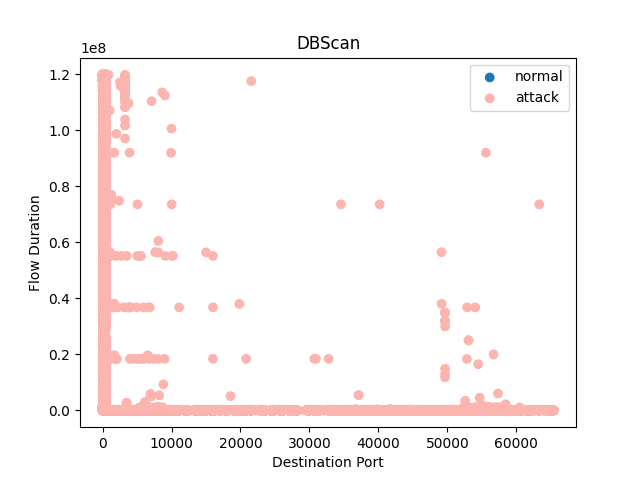 DBScan
1e8
normal
attack
1.2
1.0
0.8
0.6
0.4
0.2
0.0
Flow Duration
0 10000 20000 30000 40000 50000 60000
Destination Port